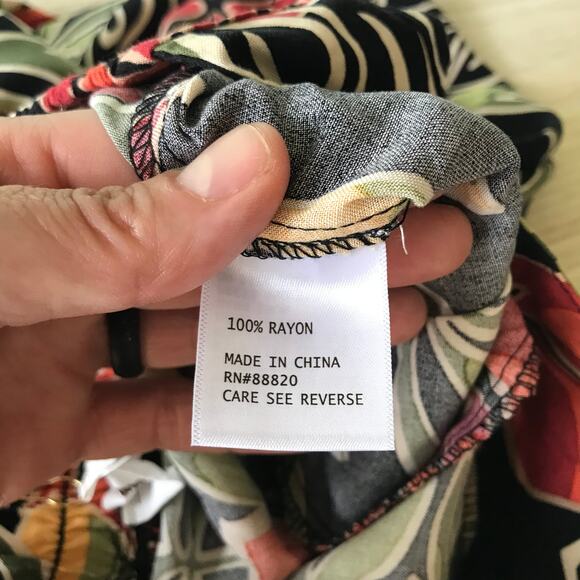 100% RAYON
MADE IN CHINA
RN#88820
CARE SEE REVERSE